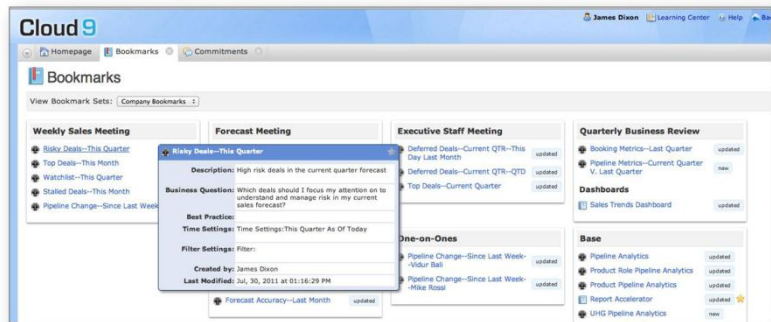 Cloud 9
James Dixon Learning Center Help
Homepage Bookmarks Commitments
Bookmarks
View Bookmark Sets: Company Bookmarks
Weekly Sales Meeting
Risky Deals--This Quarter
Top Deals--This Month
Watchlist--This Quarter
Stalled Deals--This Month
Pipeline Change--Since Last Week
Forecast Meeting
Risky Deals--This Quarter
Description: High risk deals in the current quarter forecast
Business Question: Which deals should I focus my attention on to
understand and manage risk in my current
sales forecast?
Best Practice:
Time Settings: Time Settings:This Quarter As Of Today
Filter Settings: Filter:
Created by: James Dixon
Last Modified: Jul, 30, 2011 at 01:16:29 PM
Forecast Accuracy--Last Month updated
Executive Staff Meeting
Deferred Deals--Current QTR--This
Day Last Month updated
Deferred Deals--Current QTR--QTD updated
Top Deals--Current Quarter updated
One-on-Ones
Pipeline Change--Since Last Week-
-Vidur Bali updated
Pipeline Change--Since Last Week-
-Mike Rossi updated
Quarterly Business Review
Booking Metrics--Last Quarter updated
Pipeline Metrics--Current Quarter
V. Last Quarter new
Dashboards
Sales Trends Dashboard updated
Base
Pipeline Analytics updated
Product Role Pipeline Analytics updated
Product Pipeline Analytics updated
Report Accelerator updated
UHG Pipeline Analytics new